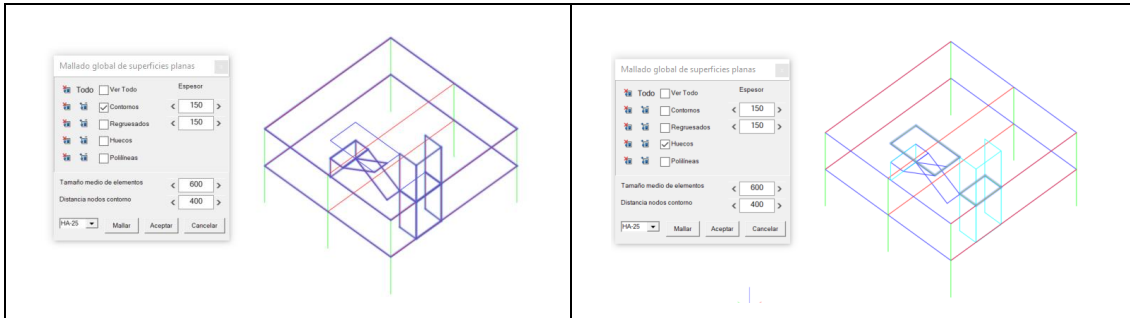 Mallado global de superficies planas
Todo Ver Todo Espesor
Contornos < 150 >
Regruesados < 150 >
Huecos
Polilíneas
Tamaño medio de elementos < 600 >
Distancia nodos contorno < 400 >
HA-25 Mallar Aceptar Cancelar
Mallado global de superficies planas
Todo Ver Todo Espesor
Contornos < 150 >
Regruesados < 150 >
Huecos
Polilíneas
Tamaño medio de elementos < 600 >
Distancia nodos contorno < 400 >
HA-25 Mallar Aceptar Cancelar